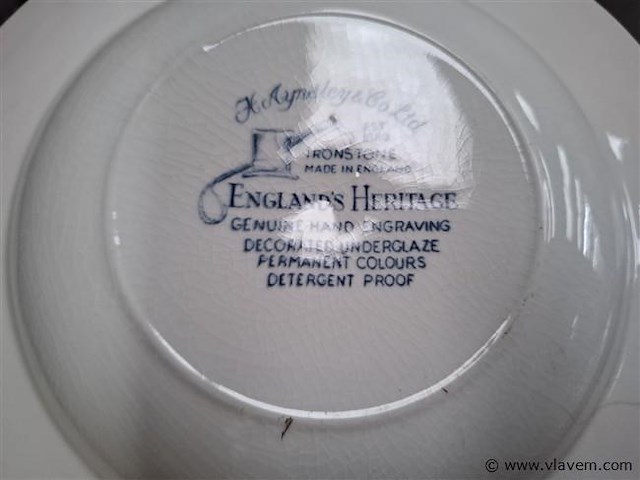 H Aynsley & Co Ltd
IRONSTONE
MADE IN ENGLAND
ENGLAND'S HERITAGE
GENUINE HAND ENGRAVING
DECORATED UNDERGLAZE
PERMANENT COLOURS
DETERGENT PROOF
© www.vlavem.com